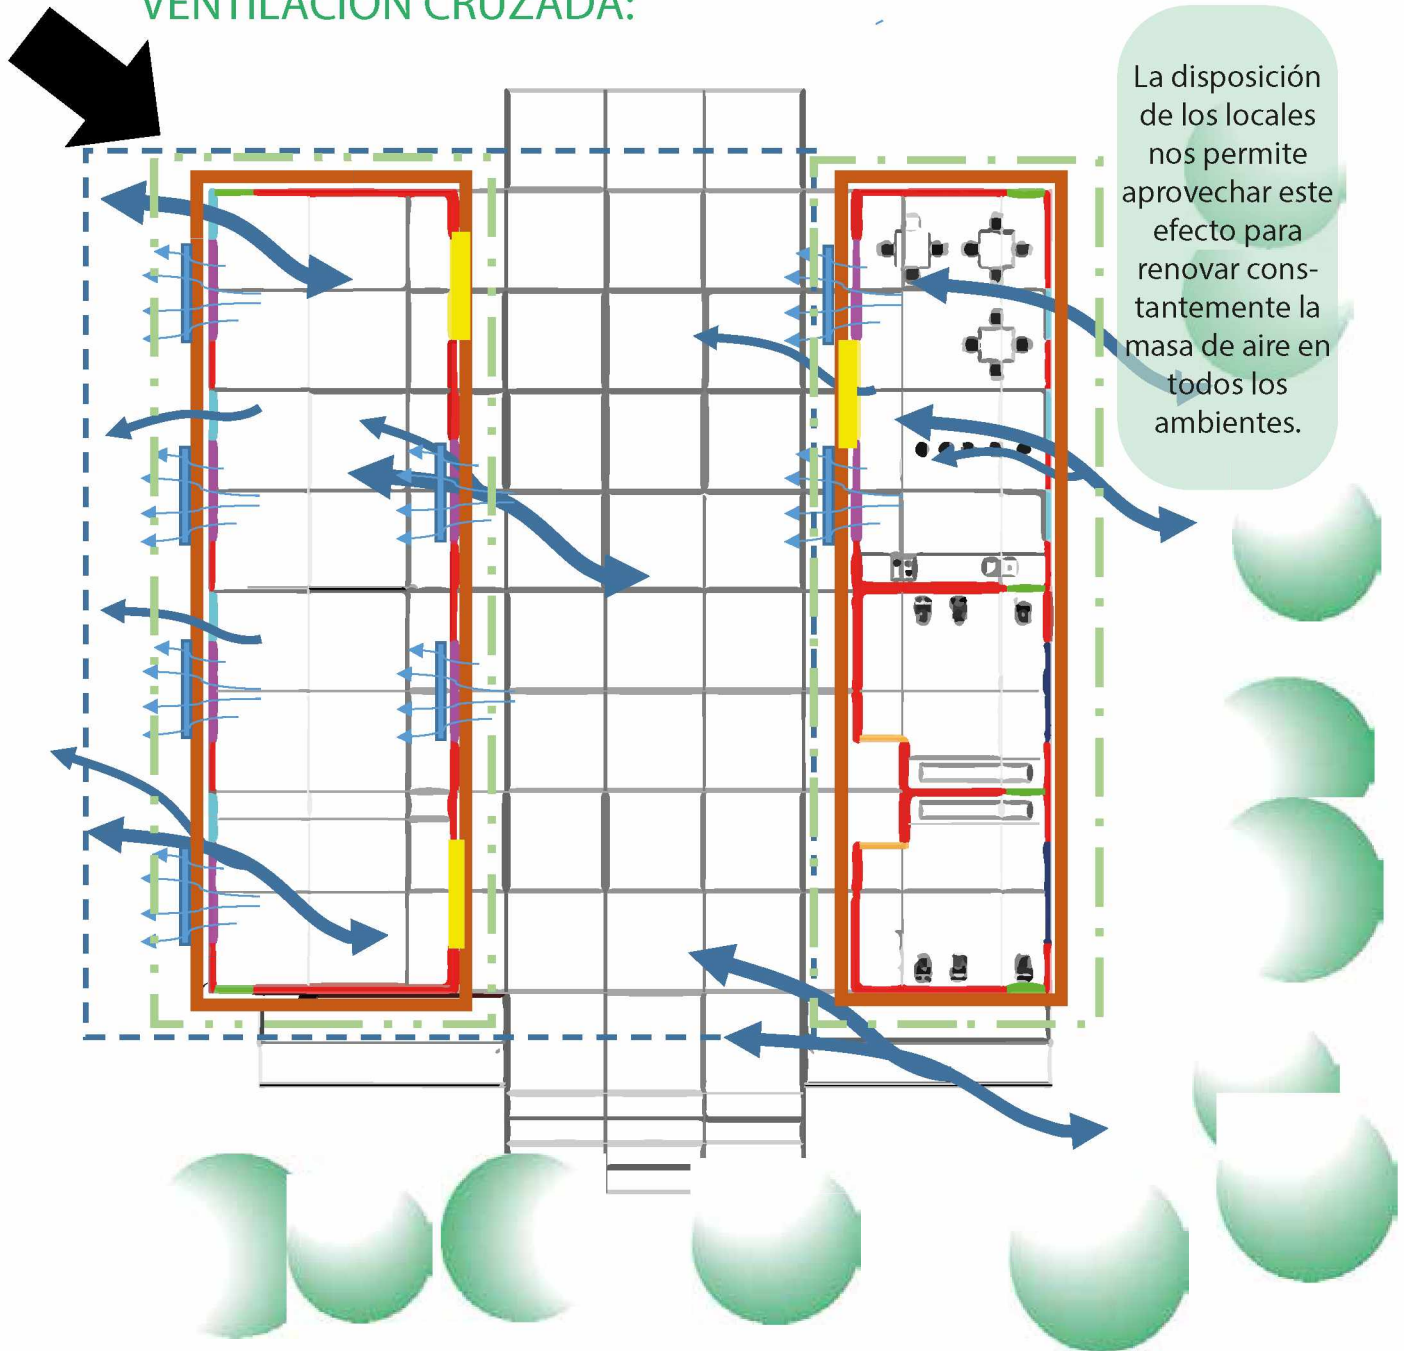 VENTILACIÓN CRUZADA:
La disposición
de los locales
nos permite
aprovechar este
efecto para
renovar cons-
tantemente la
masa de aire en
todos los
ambientes.